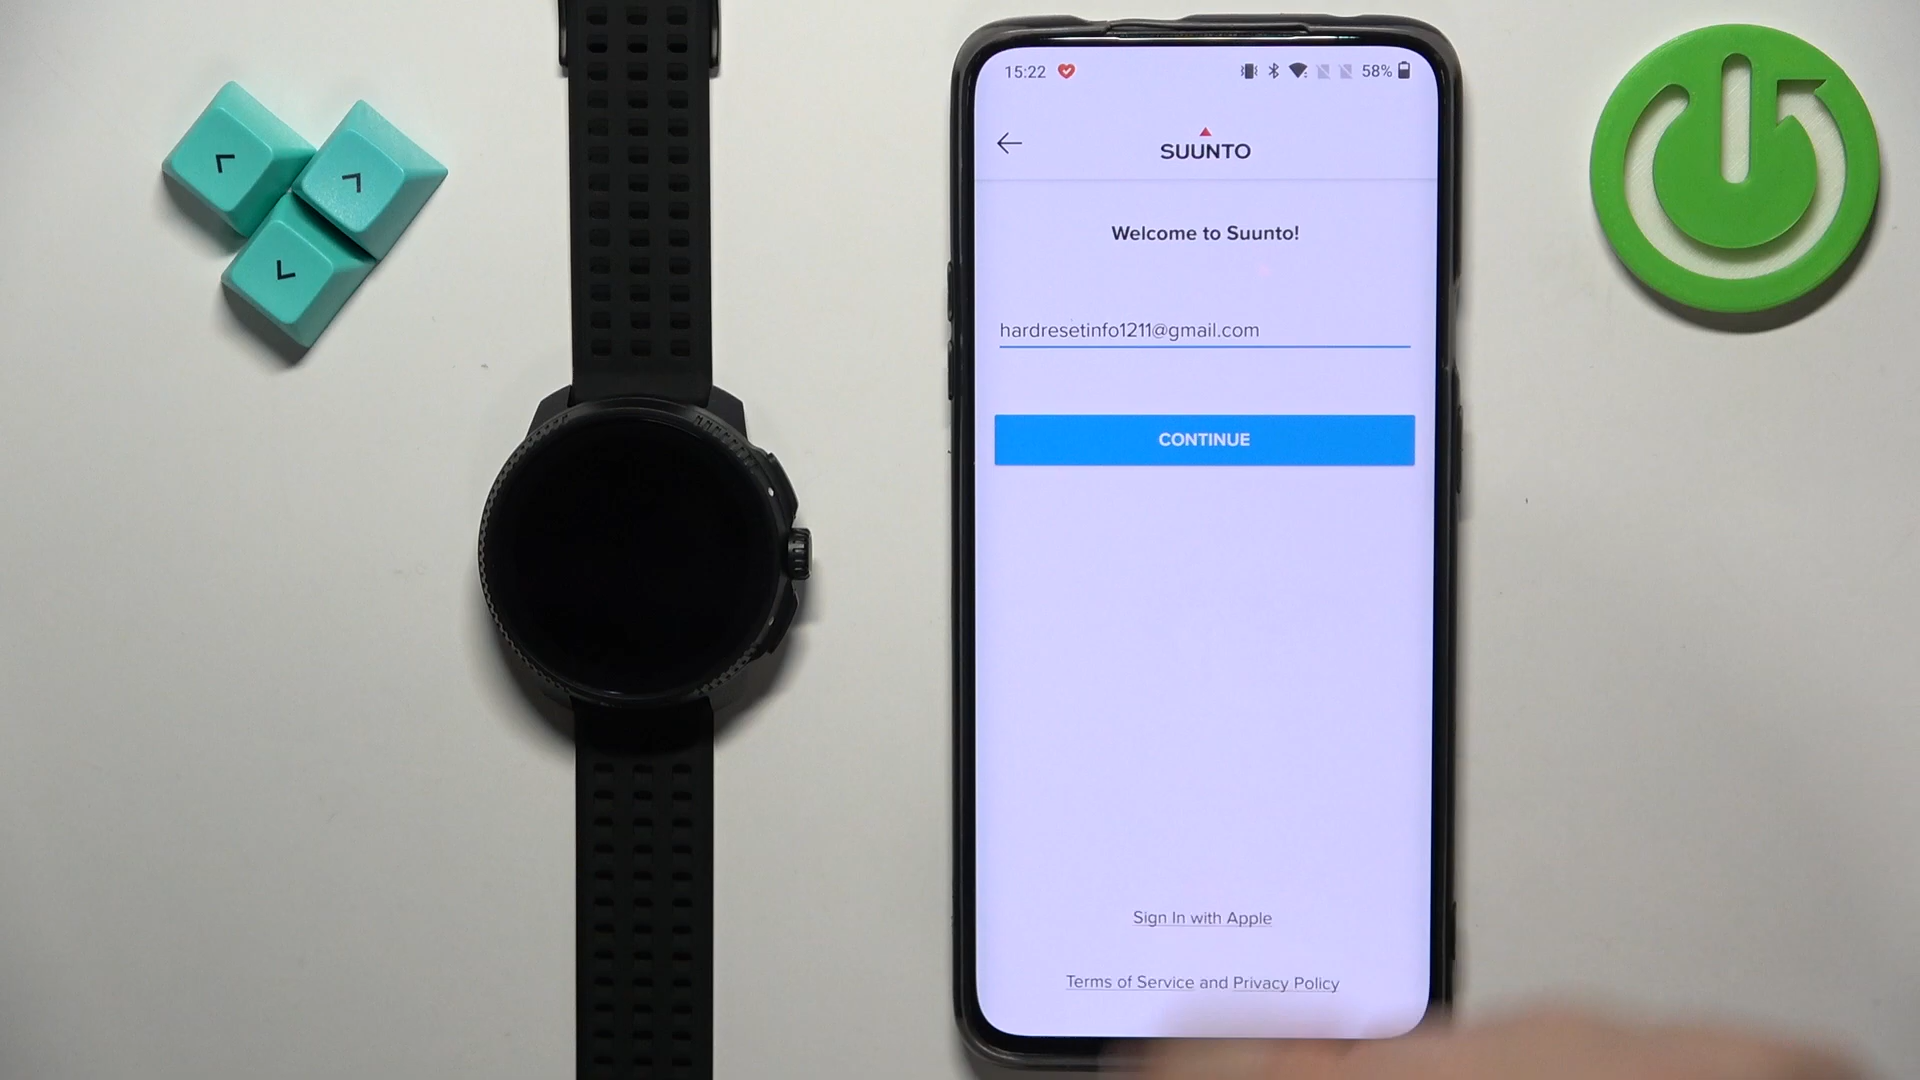 15:22
58%
SUUNTO
Welcome to Suunto!
hardresetinfo1211@gmail.com
CONTINUE
Sign In with Apple
Terms of Service and Privacy Policy